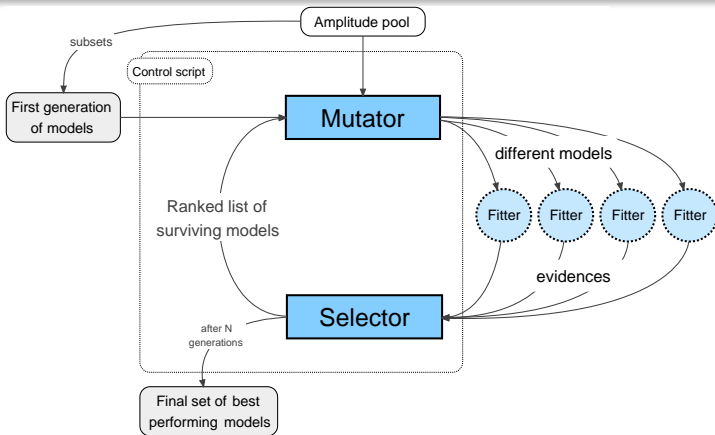 Amplitude pool
subsets
Control script
First generation
of models
Mutator
different models
Fitter
Fitter
Fitter
Fitter
Ranked list of
surviving models
evidences
Selector
after N
generations
Final set of best
performing models